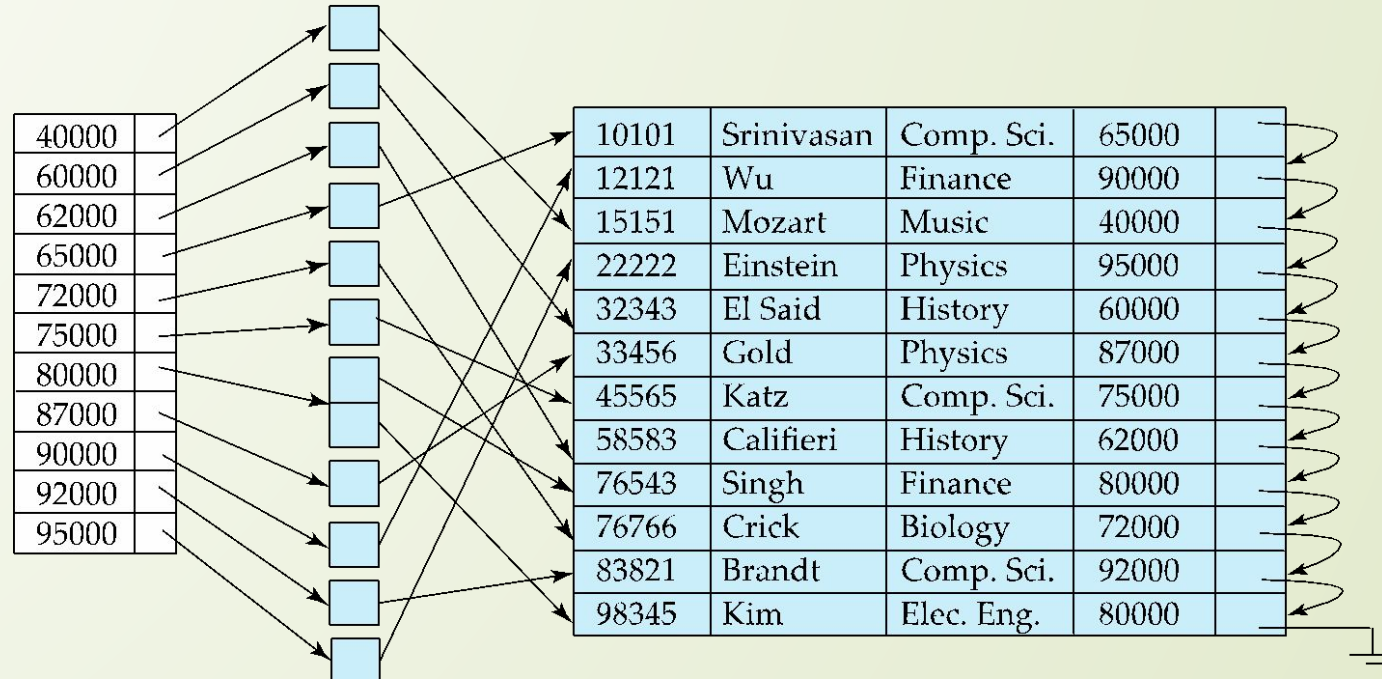 40000
60000
62000
65000
72000
75000
80000
87000
90000
92000
95000
10101 Srinivasan Comp. Sci. 65000
12121 Wu Finance 90000
15151 Mozart Music 40000
22222 Einstein Physics 95000
32343 El Said History 60000
33456 Gold Physics 87000
45565 Katz Comp. Sci. 75000
58583 Califieri History 62000
76543 Singh Finance 80000
76766 Crick Biology 72000
83821 Brandt Comp. Sci. 92000
98345 Kim Elec. Eng. 80000